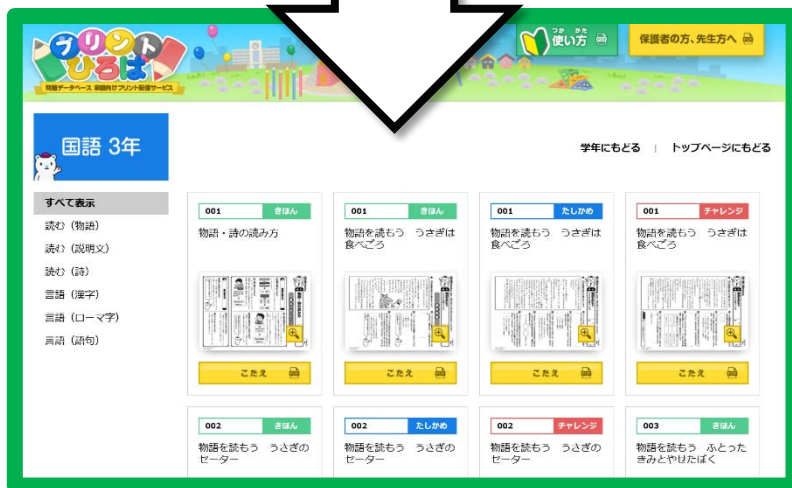 プリント
ひろば
問題データベース 家庭向けプリント配信サービス
つか かた
使い方
保護者の方、先生方へ
国語 3年
学年にもどる | トップページにもどる
すべて表示
読む（物語）
読む（説明文）
読む（詩）
言語（漢字）
言語（ローマ字）
言語（語句）
001 きほん
物語・詩の読み方
こたえ
001 きほん
物語を読もう うさぎは
食べごろ
こたえ
001 たしかめ
物語を読もう うさぎは
食べごろ
こたえ
001 チャレンジ
物語を読もう うさぎは
食べごろ
こたえ
002 きほん
物語を読もう うさぎの
セーター
002 たしかめ
物語を読もう うさぎの
セーター
002 チャレンジ
物語を読もう うさぎの
セーター
003 きほん
物語を読もう ふとった
きみとやせたぼく